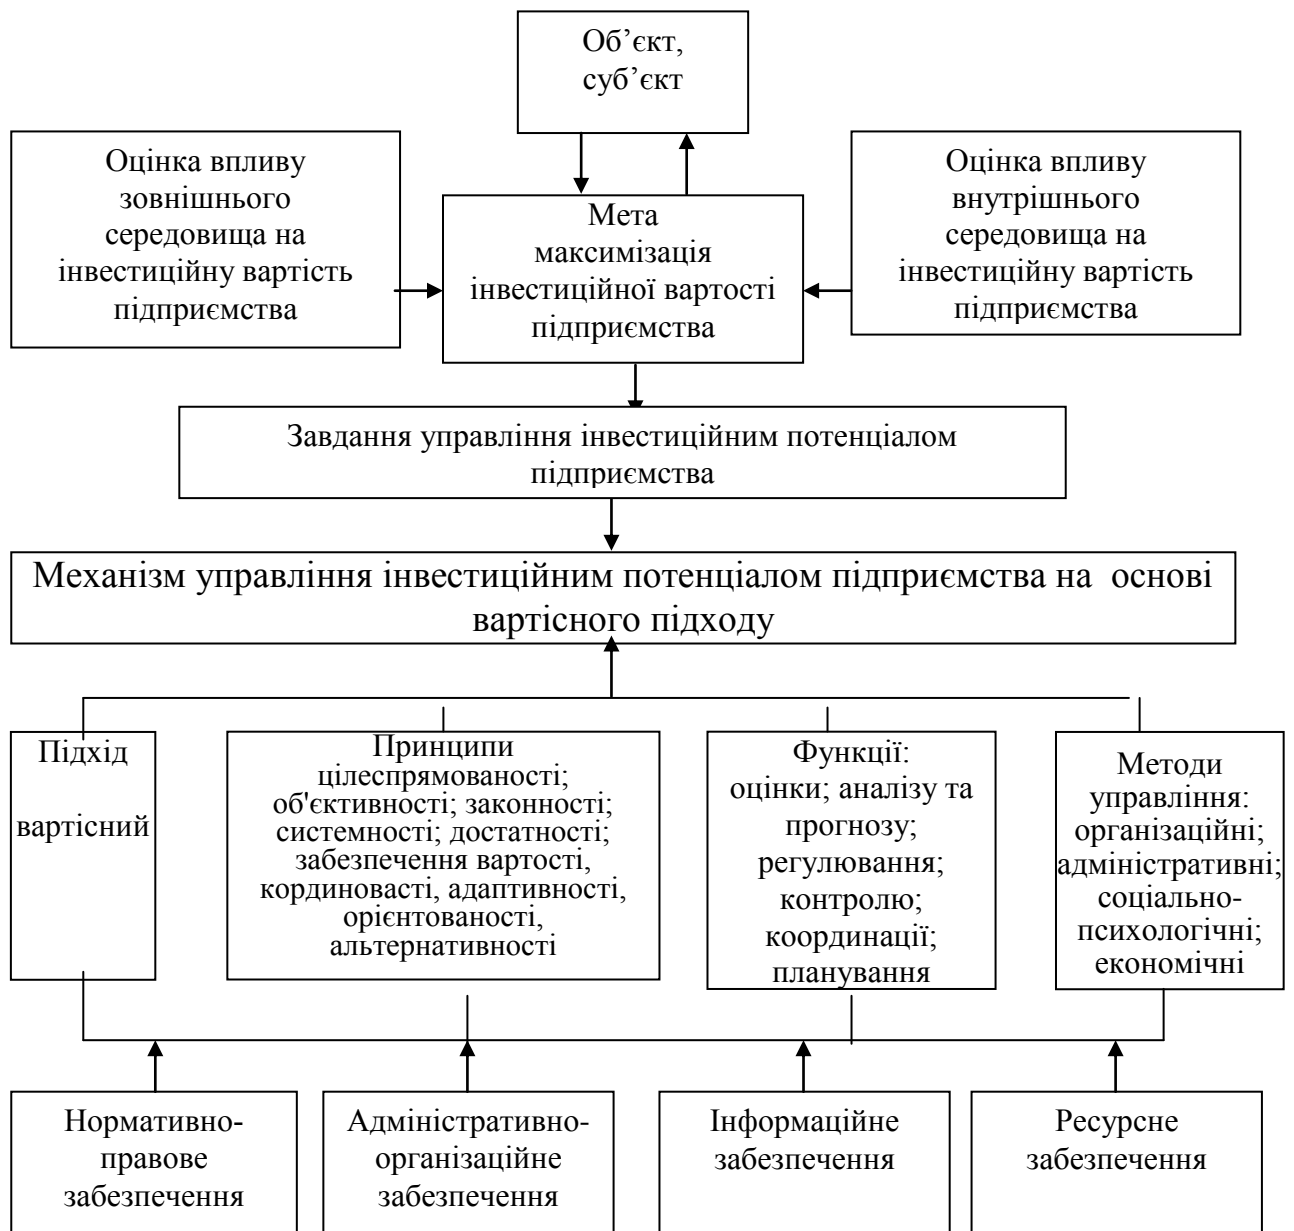 Об’єкт,
суб’єкт
Оцінка впливу
зовнішнього
середовища на
інвестиційну вартість
підприємства
Мета
максимізація
інвестиційної вартості
підприємства
Оцінка впливу
внутрішнього
середовища на
інвестиційну вартість
підприємства
Завдання управління інвестиційним потенціалом
підприємства
Механізм управління інвестиційним потенціалом підприємства на основі
вартісного підходу
Підхід
вартісний
Принципи
цілеспрямованості;
об'єктивності; законності;
системності; достатності;
забезпечення вартості,
кординовасті, адаптивності,
орієнтованості,
альтернативності
Функції:
оцінки; аналізу та
прогнозу;
регулювання;
контролю;
координації;
планування
Методи
управління:
організаційні;
адміністративні;
соціально-
психологічні;
економічні
Нормативно-
правове
забезпечення
Адміністративно-
організаційне
забезпечення
Інформаційне
забезпечення
Ресурсне
забезпечення